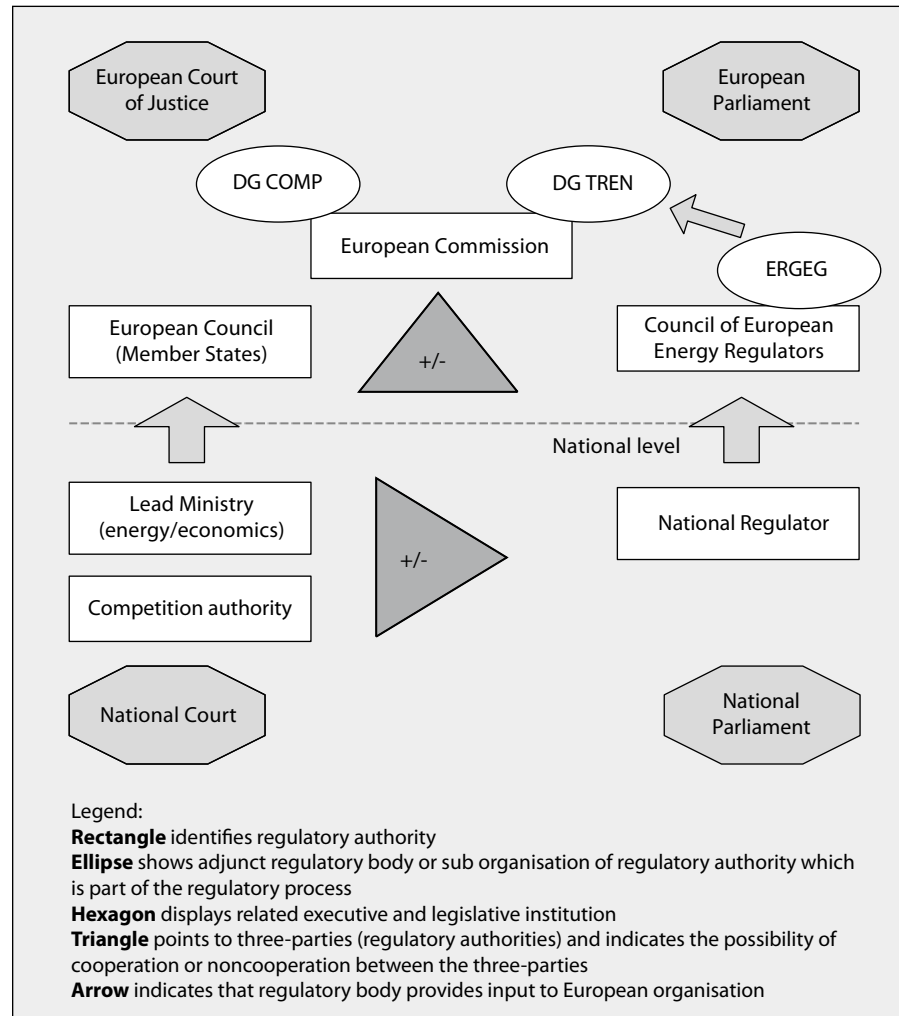 European Court
of Justice
European
Parliament
DG COMP
DG TREN
European Commission
ERGEG
European Council
(Member States)
+/-
Council of European
Energy Regulators
National level
Lead Ministry
(energy/economics)
+/-
National Regulator
Competition authority
National Court
National
Parliament
Legend:
Rectangle identifies regulatory authority
Ellipse shows adjunct regulatory body or sub organisation of regulatory authority which
is part of the regulatory process
Hexagon displays related executive and legislative institution
Triangle points to three-parties (regulatory authorities) and indicates the possibility of
cooperation or noncooperation between the three-parties
Arrow indicates that regulatory body provides input to European organisation